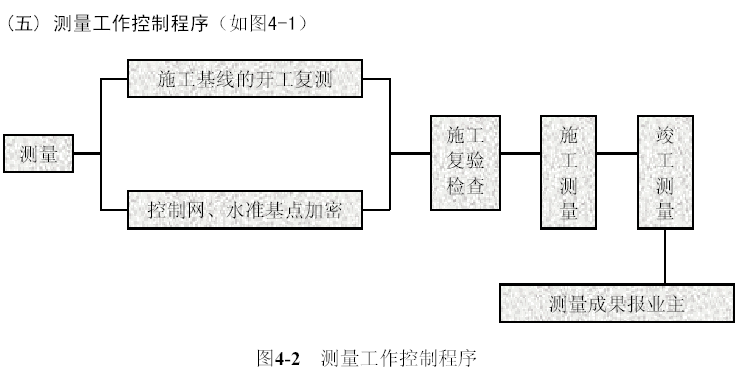 (五) 测量工作控制程序（如图4-1）
施工基线的开工复测
测量
控制网、水准基点加密
施工
复验
检查
施
工
测
量
竣
工
测
量
测量成果报业主
图4-2 测量工作控制程序